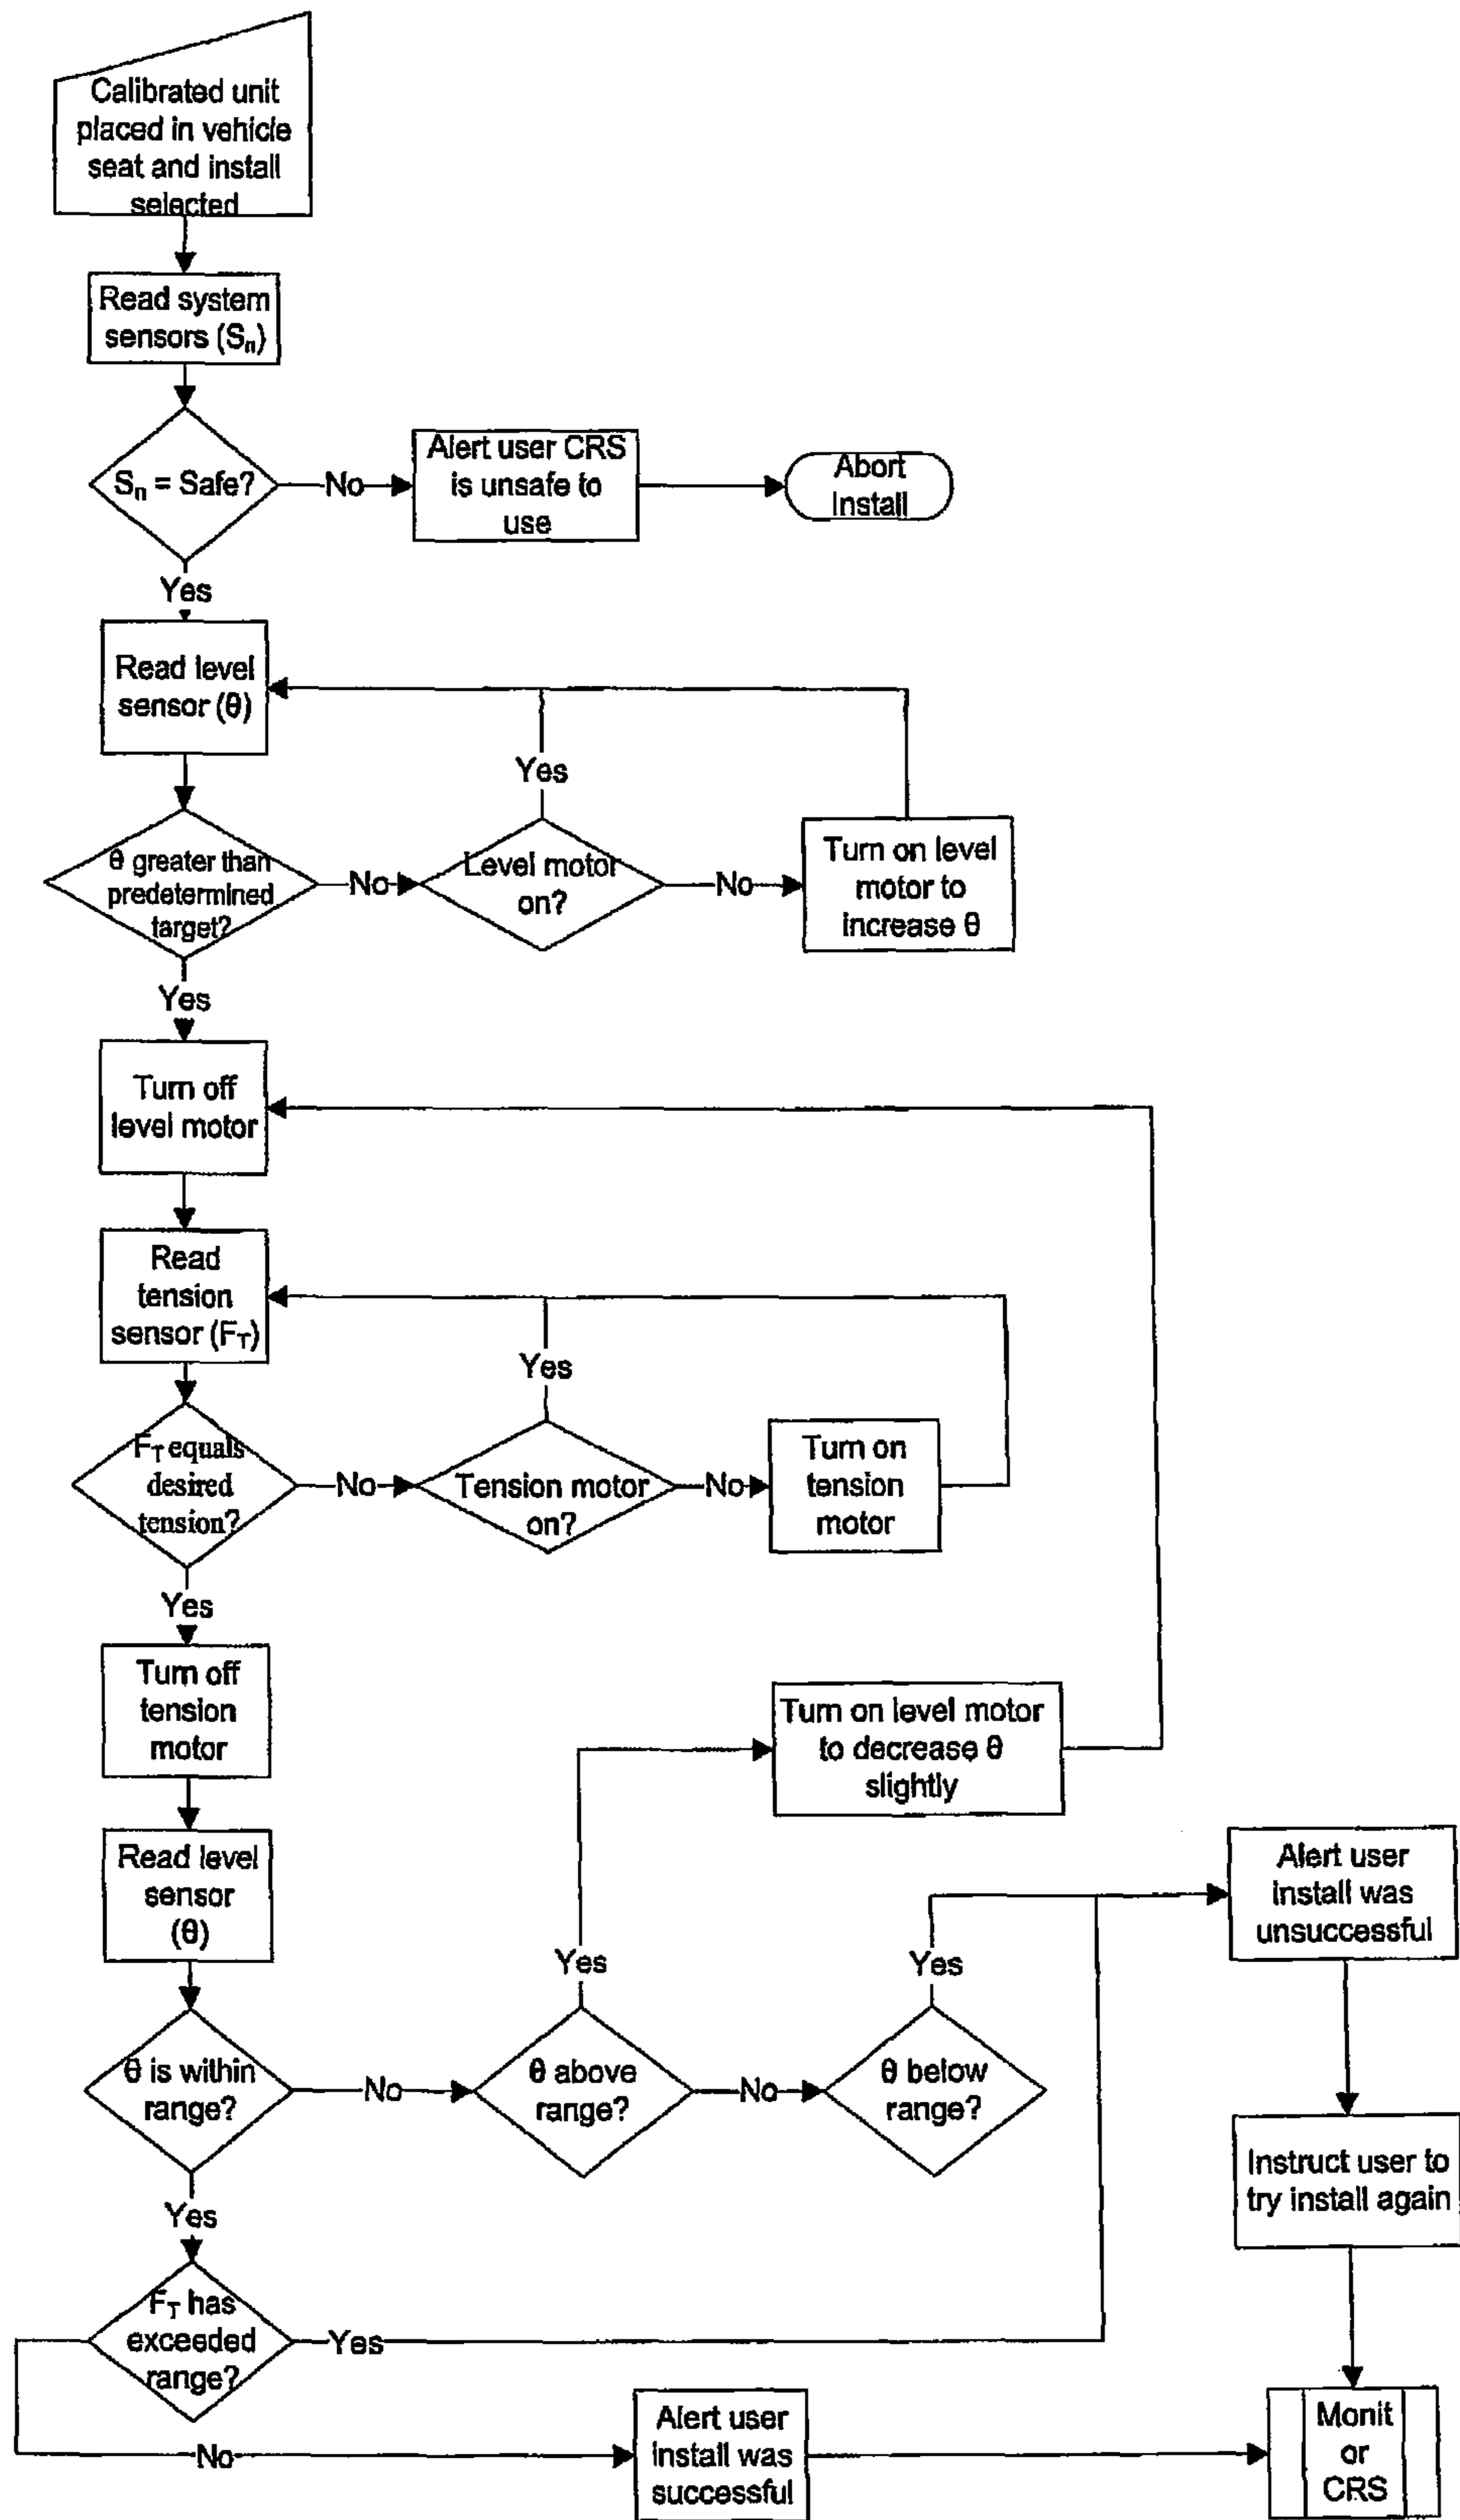 Calibrated unit
placed in vehicle
seat and install
selected
Read system
sensors (Sₙ)
Sₙ = Safe?
No
Alert user CRS
is unsafe to
use
Abort
Install
Yes
Read level
sensor (θ)
Yes
θ greater than
predetermined
target?
No
Level motor
on?
No
Turn on level
motor to
increase θ
Yes
Turn off
level motor
Read
tension
sensor (F_T)
Yes
F_T equals
desired
tension?
No
Tension motor
on?
No
Turn on
tension
motor
Yes
Turn off
tension
motor
Turn on level motor
to decrease θ
slightly
Read level
sensor
(θ)
Alert user
install was
unsuccessful
Yes
Yes
θ is within
range?
No
θ above
range?
No
θ below
range?
Instruct user to
try install again
Yes
F_T has
exceeded
range?
Yes
No
Alert user
install was
successful
Monit
or
CRS